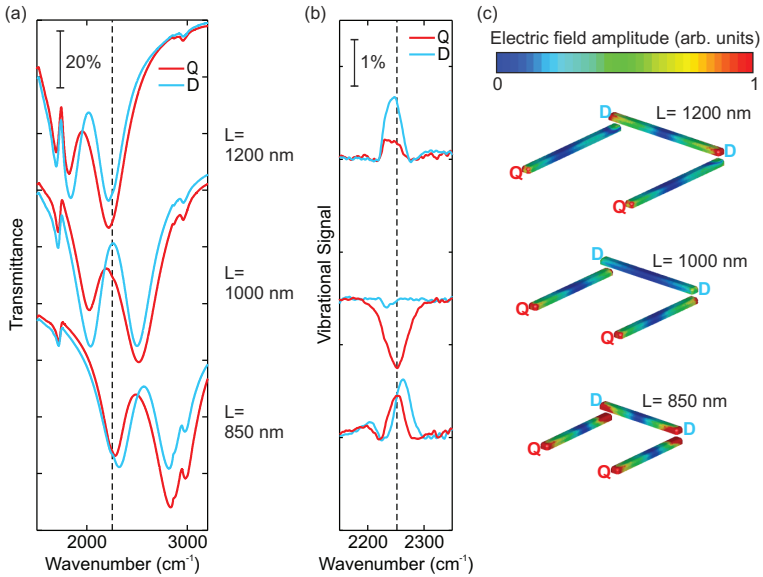 (a)
20%
Q
D
L=
1200 nm
L=
1000 nm
L=
850 nm
Transmittance
2000
3000
Wavenumber (cm⁻¹)
(b)
1%
Q
D
Vibrational Signal
2200
2300
Wavenumber (cm⁻¹)
(c)
Electric field amplitude (arb. units)
0
1
L= 1200 nm
D
D
Q
Q
L= 1000 nm
D
D
Q
Q
L= 850 nm
D
D
Q
Q